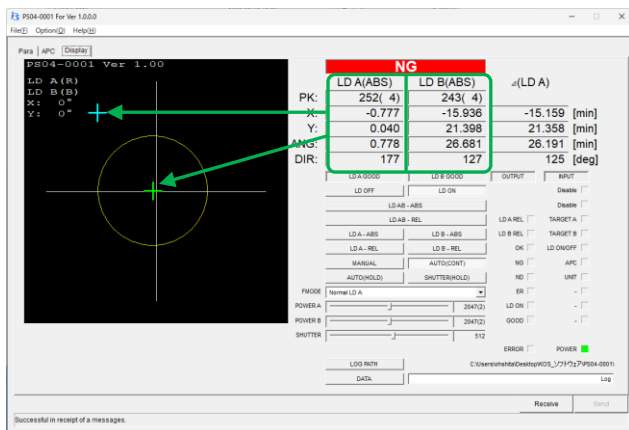 PS04-0001 For Ver 1.0.0.0
File(F) Option(O) Help(H)
Para APC Display
PS04-0001 Ver 1.00
LD A(R)
LD B(B)
X: 0°
Y: 0°
NG
LD A(ABS) LD B(ABS) ⊿(LD A)
PK: 252( 4) 243( 4)
X: -0.777 -15.936 -15.159 [min]
Y: 0.040 21.398 21.358 [min]
ANG: 0.778 26.681 26.191 [min]
DIR: 177 127 125 [deg]
LD A GOOD LD B GOOD OUTPUT INPUT
LD OFF LD ON Disable
LD AB - ABS Disable
LD AB - REL LD A REL TARGET A
LD A - ABS LD B - ABS LD B REL TARGET B
LD A - REL LD B - REL OK LD ON/OFF
MANUAL AUTO(CONT) NG APC
AUTO(HOLD) SHUTTER(HOLD) ND UNIT
FMODE Normal LD A ER -
POWER A 2047(2) LD ON -
POWER B 2047(2) GOOD -
SHUTTER 512
ERROR POWER
LOG PATH C:\Users\ohshita\Desktop\KOS_ソフトウェア\PS04-0001\
DATA Log
Receive Send
Successful in receipt of a messages.